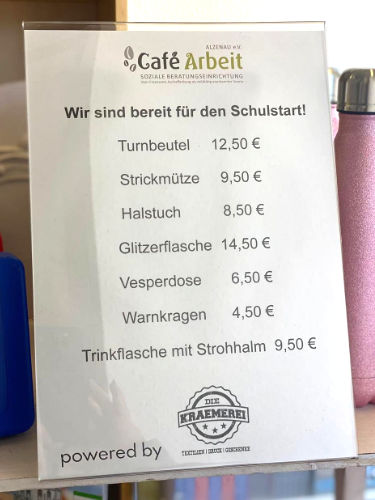 ALZENAU e.V.
Café Arbeit
SOZIALE BERATUNGSEINRICHTUNG
Wir sind bereit für den Schulstart!
Turnbeutel 12,50 €
Strickmütze 9,50 €
Halstuch 8,50 €
Glitzerflasche 14,50 €
Vesperdose 6,50 €
Warnkragen 4,50 €
Trinkflasche mit Strohhalm 9,50 €
DIE
KRAEMEREI
TEXTILIEN | DRUCK | GESCHENKE
powered by